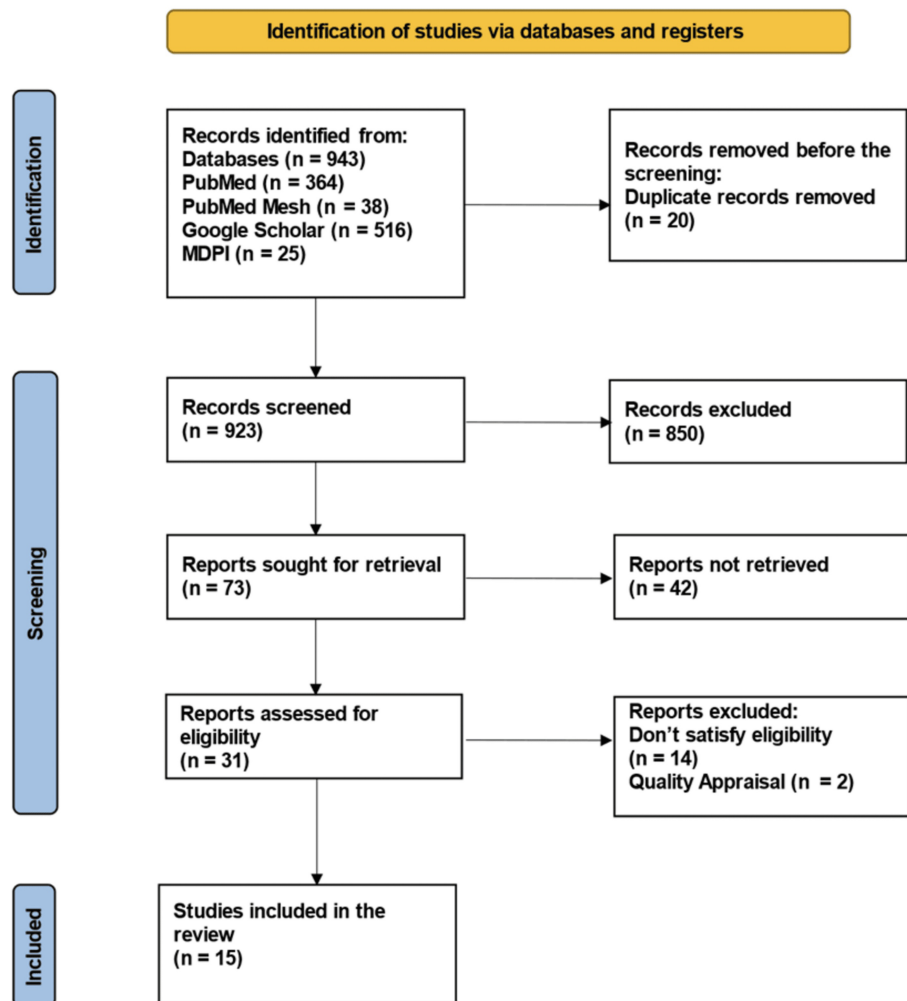 Identification of studies via databases and registers
Identification
Records identified from:
Databases (n = 943)
PubMed (n = 364)
PubMed Mesh (n = 38)
Google Scholar (n = 516)
MDPI (n = 25)
Records removed before the
screening:
Duplicate records removed
(n = 20)
Screening
Records screened
(n = 923)
Records excluded
(n = 850)
Reports sought for retrieval
(n = 73)
Reports not retrieved
(n = 42)
Reports assessed for
eligibility
(n = 31)
Reports excluded:
Don't satisfy eligibility
(n = 14)
Quality Appraisal (n = 2)
Included
Studies included in the
review
(n = 15)